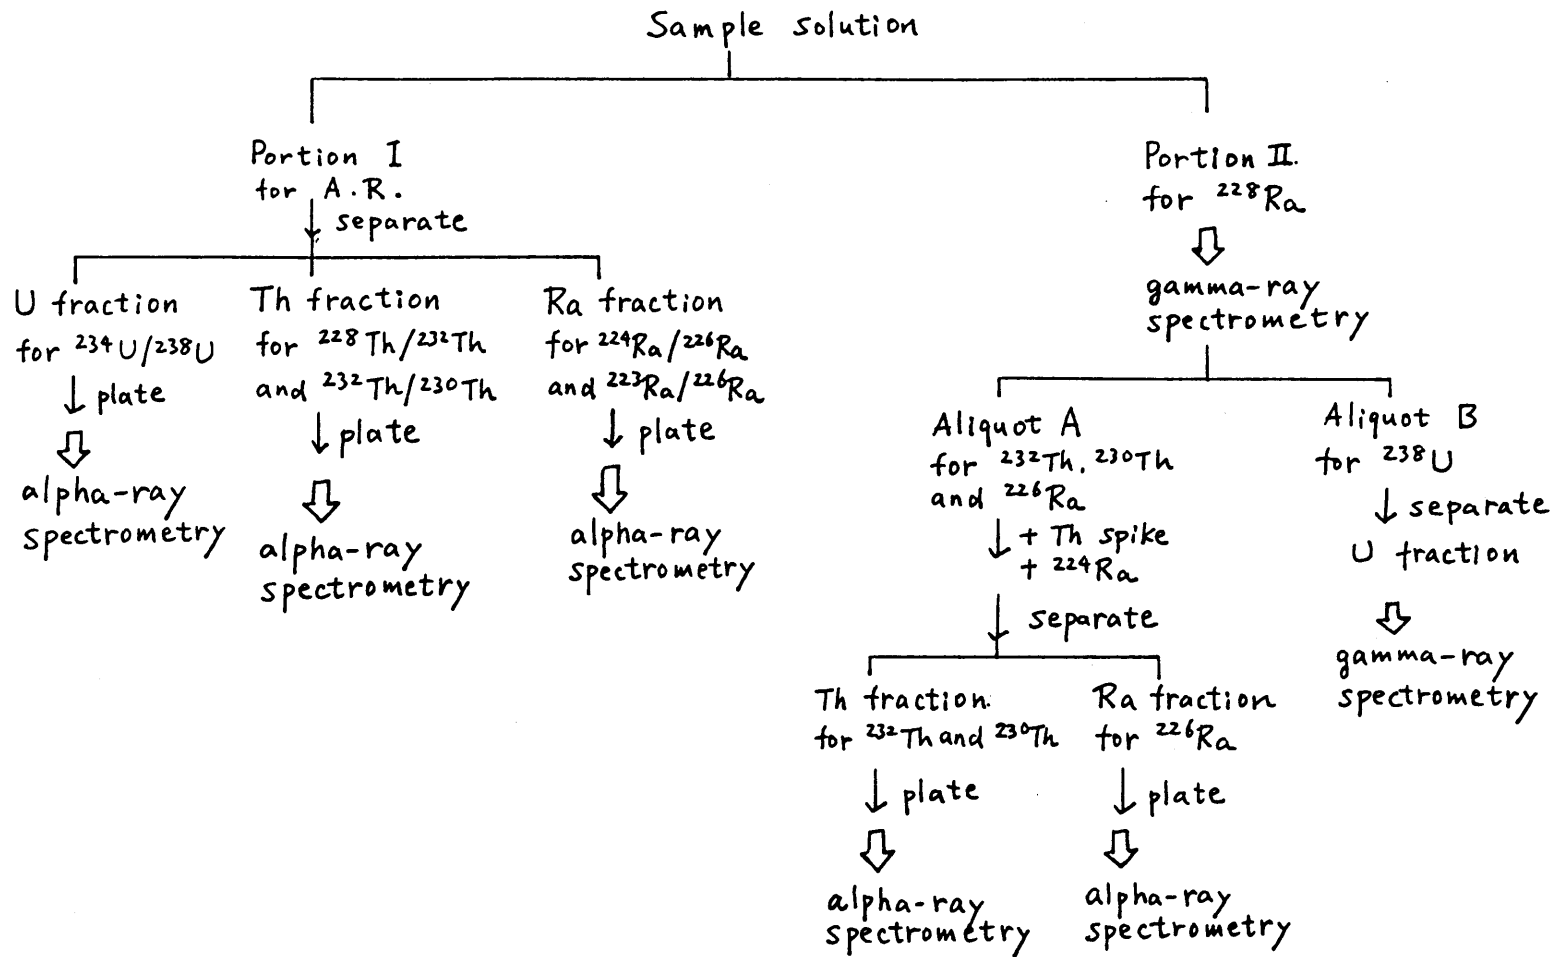 Sample solution
Portion I
for A.R.
separate
U fraction
for ²³⁴U/²³⁸U
plate
alpha-ray
spectrometry
Th fraction
for ²²⁸Th/²³²Th
and ²³²Th/²³⁰Th
plate
alpha-ray
spectrometry
Ra fraction
for ²²⁴Ra/²²⁶Ra
and ²²³Ra/²²⁶Ra
plate
alpha-ray
spectrometry
Portion II.
for ²²⁸Ra
gamma-ray
spectrometry
Aliquot A
for ²³²Th, ²³⁰Th
and ²²⁶Ra
+ Th spike
+ ²²⁴Ra
separate
Th fraction
for ²³²Th and ²³⁰Th
plate
alpha-ray
spectrometry
Ra fraction
for ²²⁶Ra
plate
alpha-ray
spectrometry
Aliquot B
for ²³⁸U
separate
U fraction
gamma-ray
spectrometry